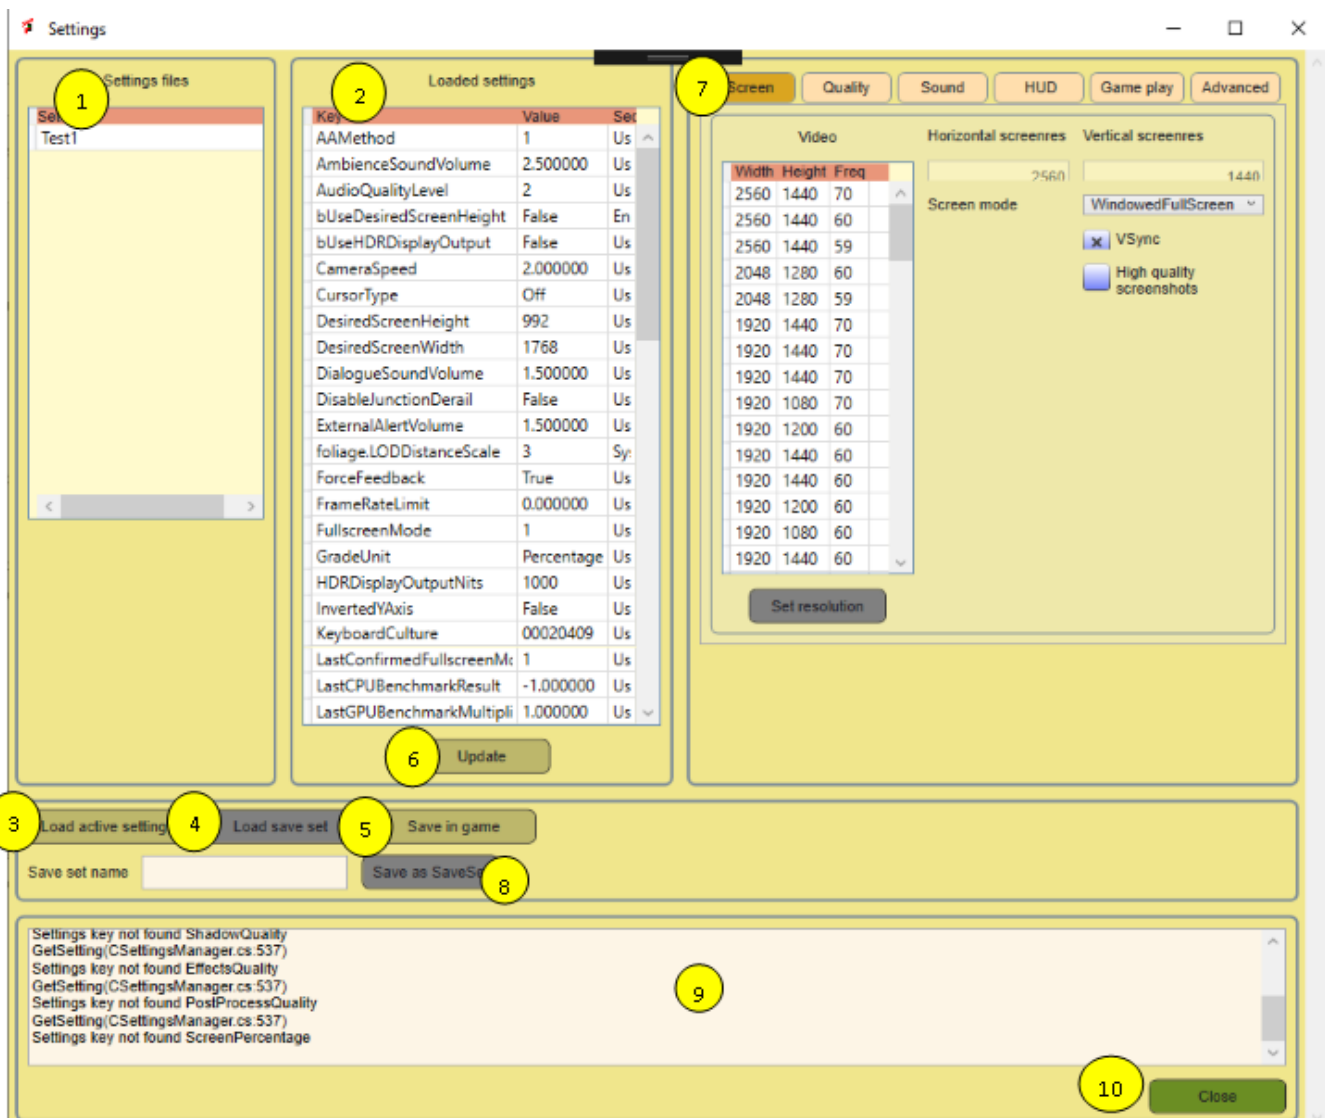 Settings
Settings files
1
Se
Test1
2
Loaded settings
Key Value Sec
AAMethod 1 Us
AmbienceSoundVolume 2.500000 Us
AudioQualityLevel 2 Us
bUseDesiredScreenHeight False En
bUseHDRDisplayOutput False Us
CameraSpeed 2.000000 Us
CursorType Off Us
DesiredScreenHeight 992 Us
DesiredScreenWidth 1768 Us
DialogueSoundVolume 1.500000 Us
DisableJunctionDerail False Us
ExternalAlertVolume 1.500000 Us
foliage.LODDistanceScale 3 Sy
ForceFeedback True Us
FrameRateLimit 0.000000 Us
FullscreenMode 1 Us
GradeUnit Percentage Us
HDRDisplayOutputNits 1000 Us
InvertedYAxis False Us
KeyboardCulture 00020409 Us
LastConfirmedFullscreenMo 1 Us
LastCPUBenchmarkResult -1.000000 Us
LastGPUBenchmarkMultipli 1.000000 Us
6 Update
7 Screen Quality Sound HUD Game play Advanced
Video
Width Height Freq
2560 1440 70
2560 1440 60
2560 1440 59
2048 1280 60
2048 1280 59
1920 1440 70
1920 1440 70
1920 1440 70
1920 1080 70
1920 1200 60
1920 1440 60
1920 1440 60
1920 1200 60
1920 1080 60
1920 1440 60
Set resolution
Horizontal screenres Vertical screenres
2560 1440
Screen mode WindowedFullScreen
VSync
High quality
screenshots
3 Load active setting 4 Load save set 5 Save in game
Save set name Save as SaveSe 8
Settings key not found ShadowQuality
GetSetting(CSettingsManager.cs:537)
Settings key not found EffectsQuality
GetSetting(CSettingsManager.cs:537)
Settings key not found PostProcessQuality
GetSetting(CSettingsManager.cs:537)
Settings key not found ScreenPercentage
9
10 Close